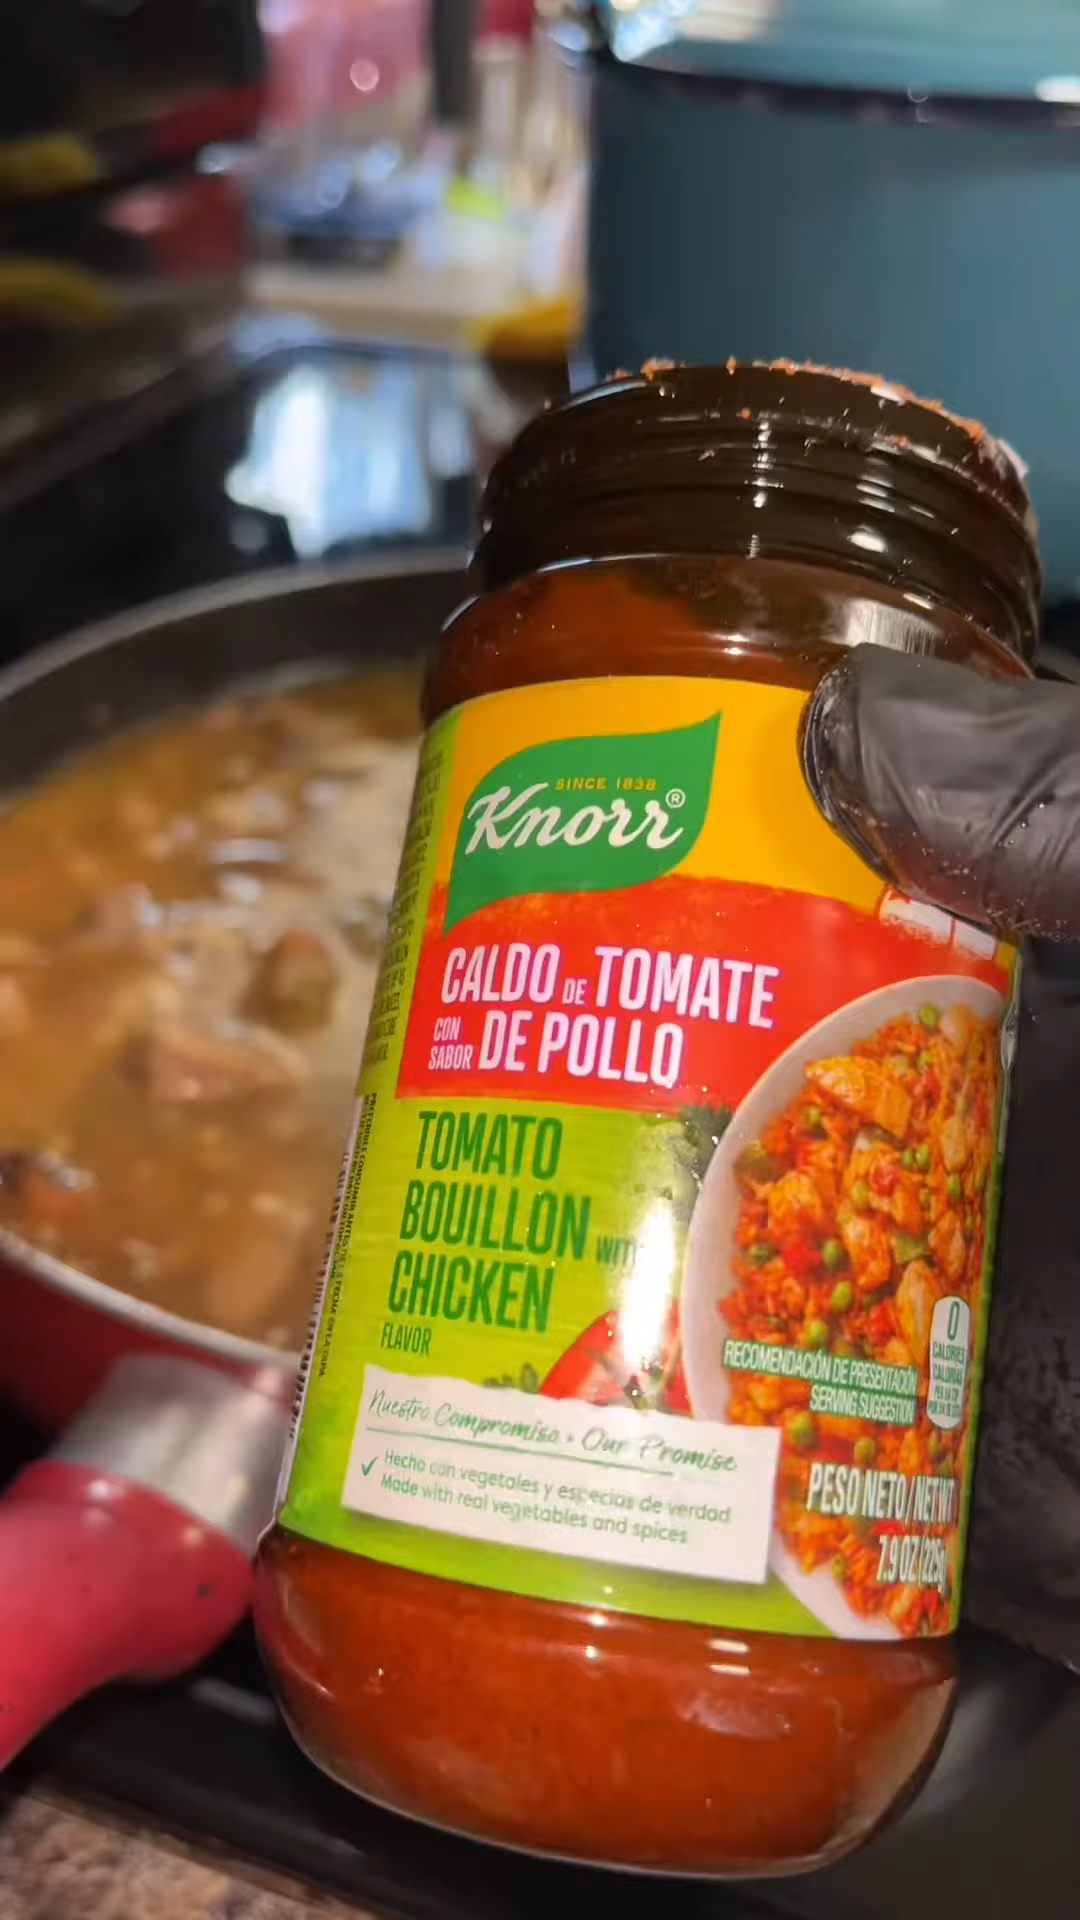 SINCE 1838
Knorr®
CALDO DE TOMATE
CON SABOR DE POLLO
TOMATO
BOUILLON WITH
CHICKEN
FLAVOR
Nuestro Compromiso • Our Promise
✓ Hecho con vegetales y especias de verdad
Made with real vegetables and spices
RECOMENDACIÓN DE PRESENTACIÓN
SERVING SUGGESTION
0
CALORIES
CALORÍAS
PESO NETO/NET WT
7.9 OZ (225g)